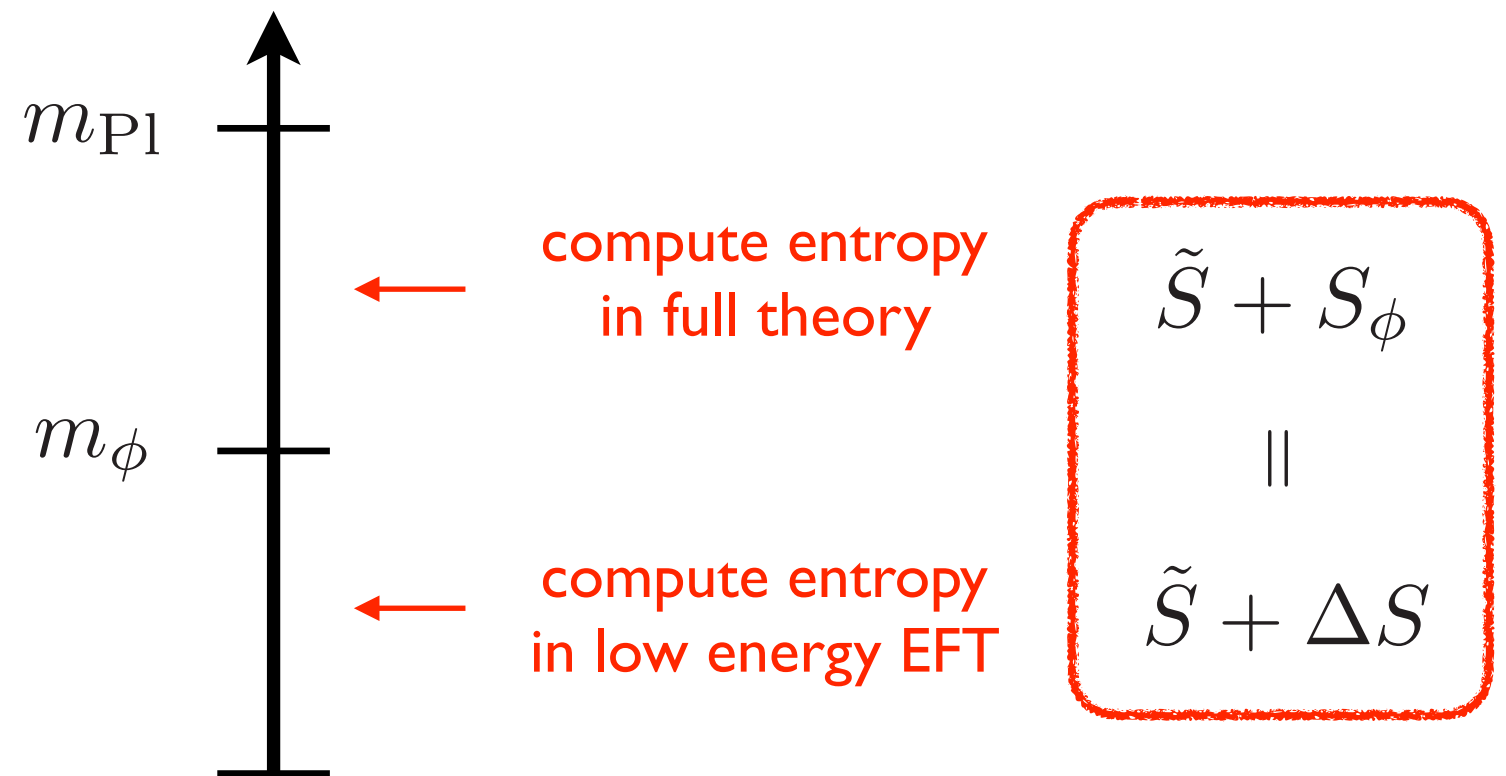 m_Pl
compute entropy
in full theory
S̃ + S_ϕ
m_ϕ
=
compute entropy
in low energy EFT
S̃ + ΔS